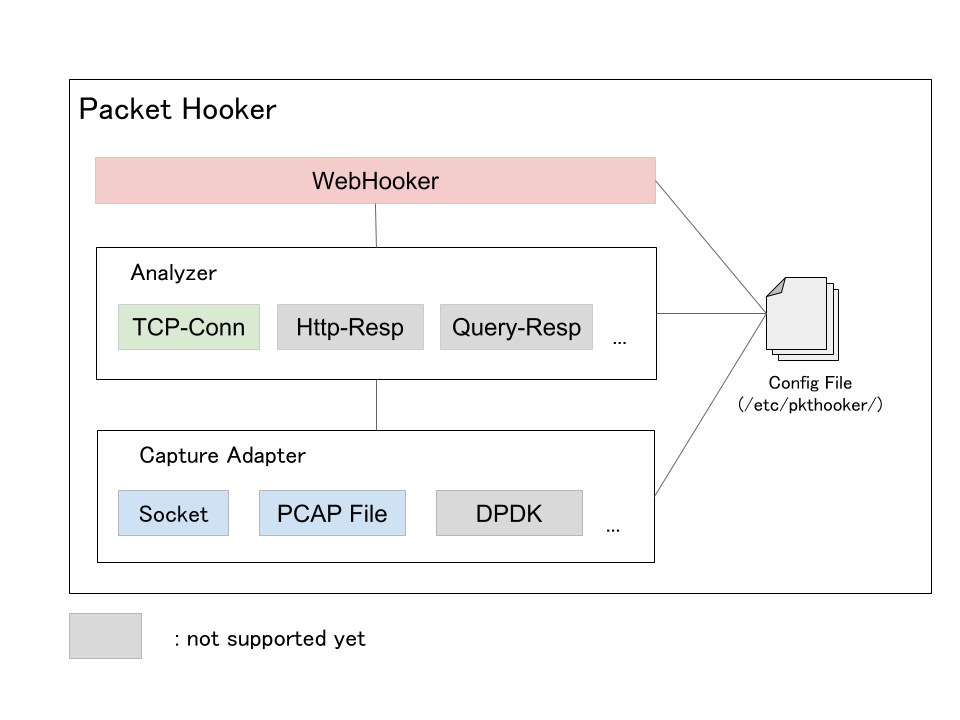 Packet Hooker
WebHooker
Analyzer
TCP-Conn
Http-Resp
Query-Resp
...
Config File
(/etc/pkthooker/)
Capture Adapter
Socket
PCAP File
DPDK
...
: not supported yet